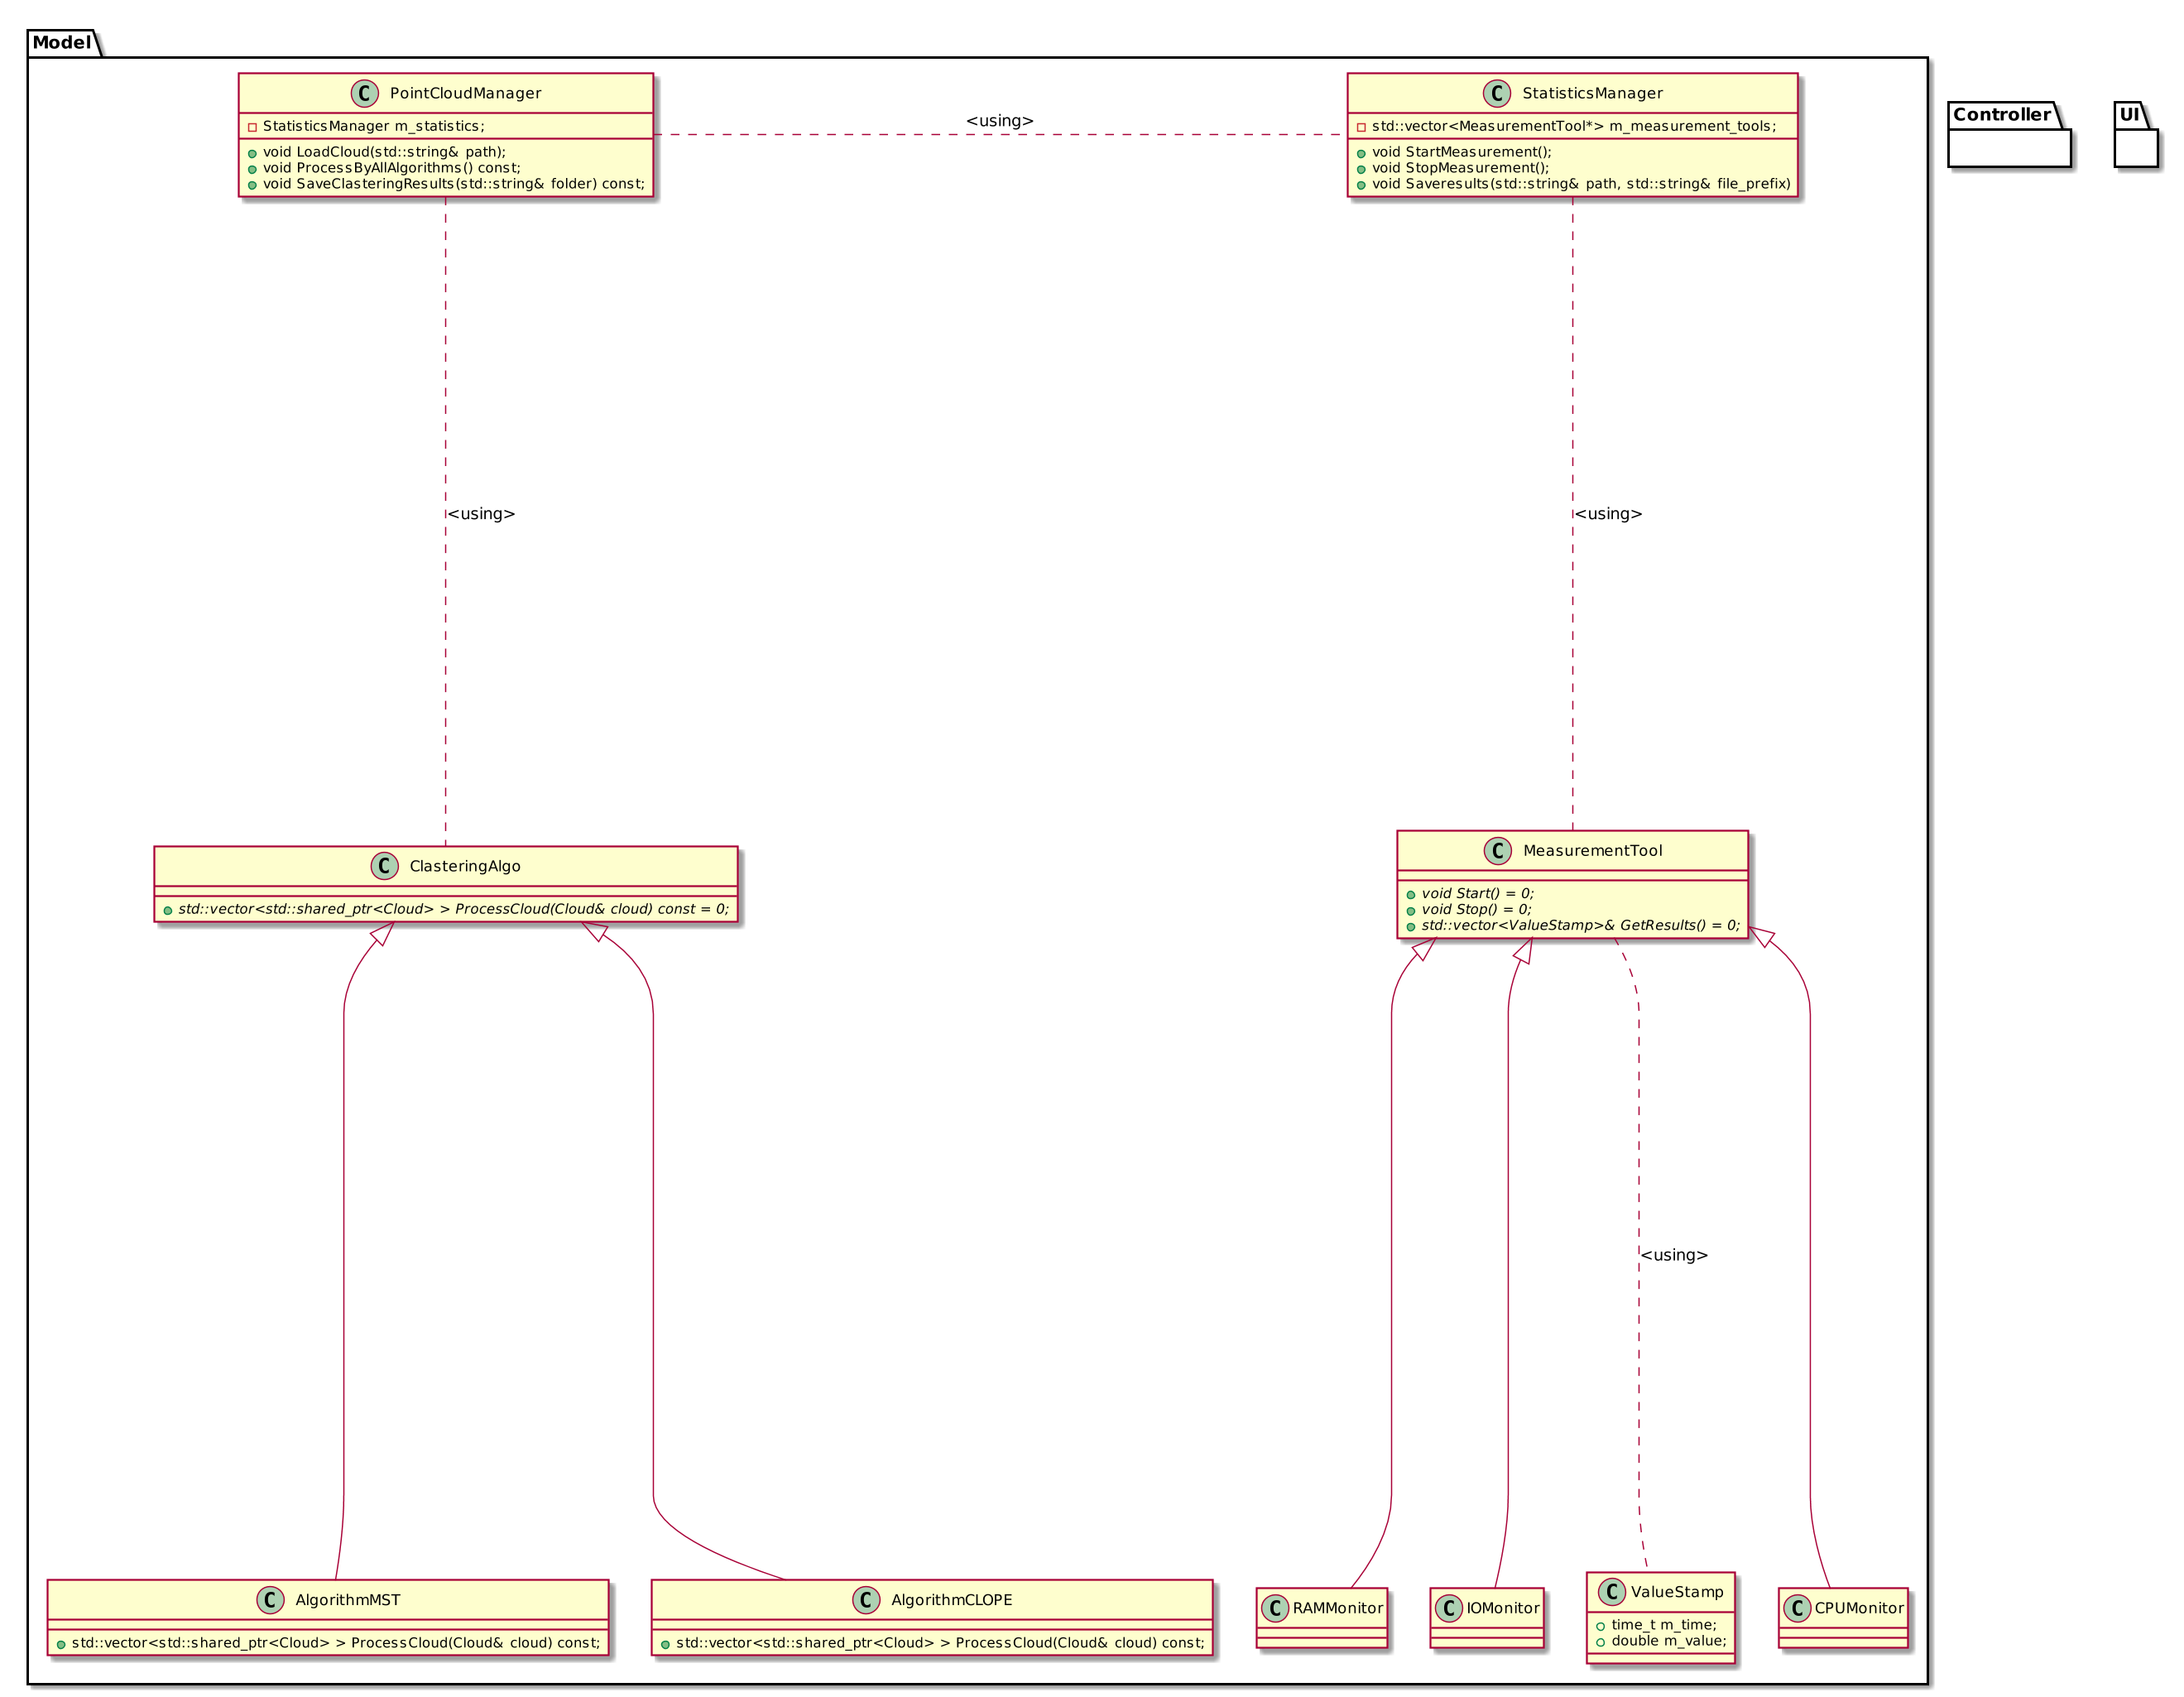 Model
C PointCloudManager
StatisticsManager m_statistics;
void LoadCloud(std::string& path);
void ProcessByAllAlgorithms() const;
void SaveClasteringResults(std::string& folder) const;
<using>
C StatisticsManager
std::vector<MeasurementTool*> m_measurement_tools;
void StartMeasurement();
void StopMeasurement();
void Saveresults(std::string& path, std::string& file_prefix)
Controller
UI
<using>
<using>
C ClasteringAlgo
std::vector<std::shared_ptr<Cloud> > ProcessCloud(Cloud& cloud) const = 0;
C MeasurementTool
void Start() = 0;
void Stop() = 0;
std::vector<ValueStamp>& GetResults() = 0;
<using>
C AlgorithmMST
std::vector<std::shared_ptr<Cloud> > ProcessCloud(Cloud& cloud) const;
C AlgorithmCLOPE
std::vector<std::shared_ptr<Cloud> > ProcessCloud(Cloud& cloud) const;
C RAMMonitor
C IOMonitor
C ValueStamp
time_t m_time;
double m_value;
C CPUMonitor